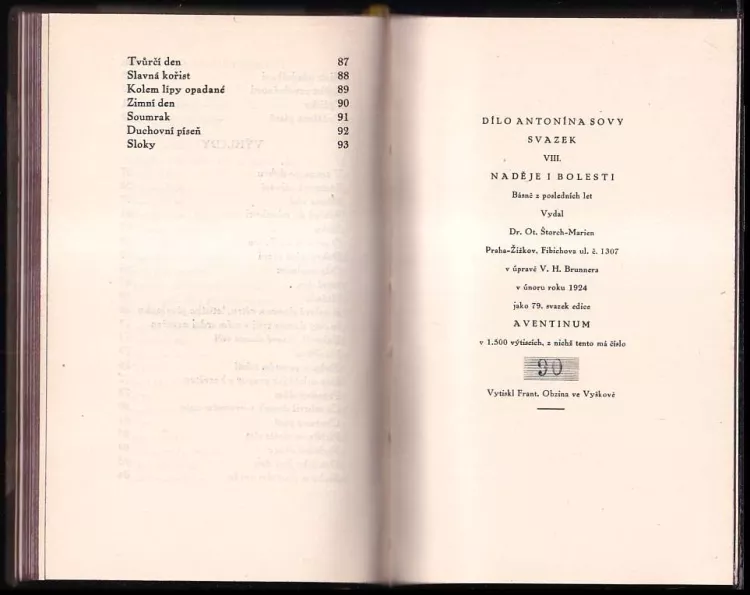 Tvůrčí den 87
Slavná kořist 88
Kolem lípy opadané 89
Zimní den 90
Soumrak 91
Duchovní píseň 92
Sloky 93
DÍLO ANTONÍNA SOVY
SVAZEK
VIII.
NADĚJE I BOLESTI
Básně z posledních let
Vydal
Dr. Ot. Štorch-Marien
Praha-Žižkov, Fibichova ul. č. 1307
v úpravě V. H. Brunnera
v únoru roku 1924
jako 79. svazek edice
AVENTINUM
v 1.500 výtiscích, z nichž tento má číslo
90
Vytiskl Frant. Obzina ve Vyškově